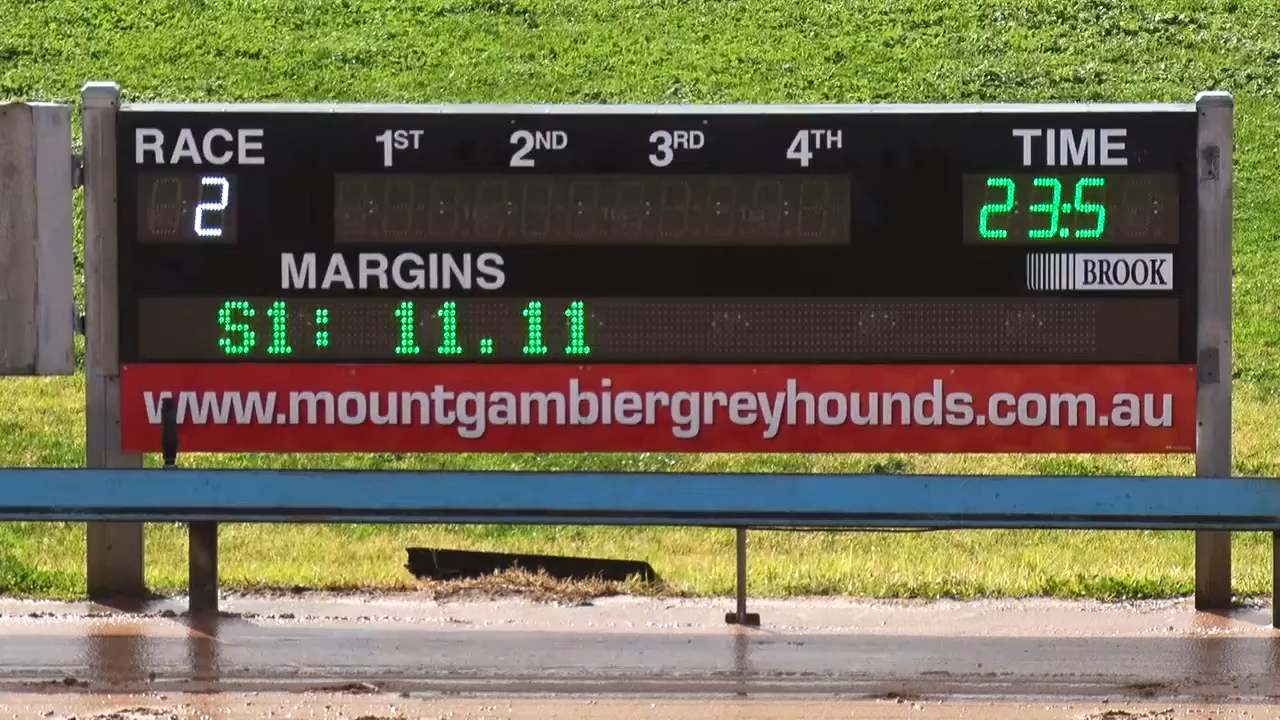 RACE 1ST 2ND 3RD 4TH TIME
2 23:5
MARGINS BROOK
S1: 11.11
www.mountgambiergreyhounds.com.au